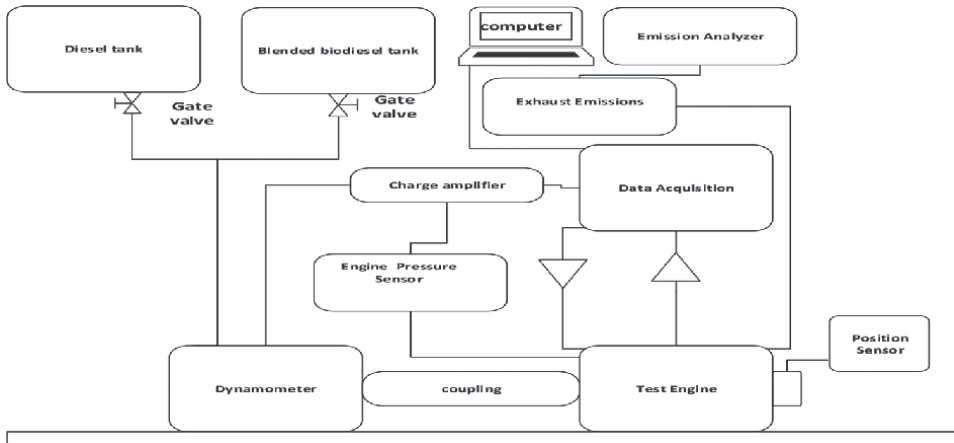 Diesel tank
Blended biodiesel tank
computer
Emission Analyzer
Gate
valve
Gate
valve
Exhaust Emissions
Charge amplifier
Data Acquisition
Engine Pressure
Sensor
Position
Sensor
Dynamometer
coupling
Test Engine